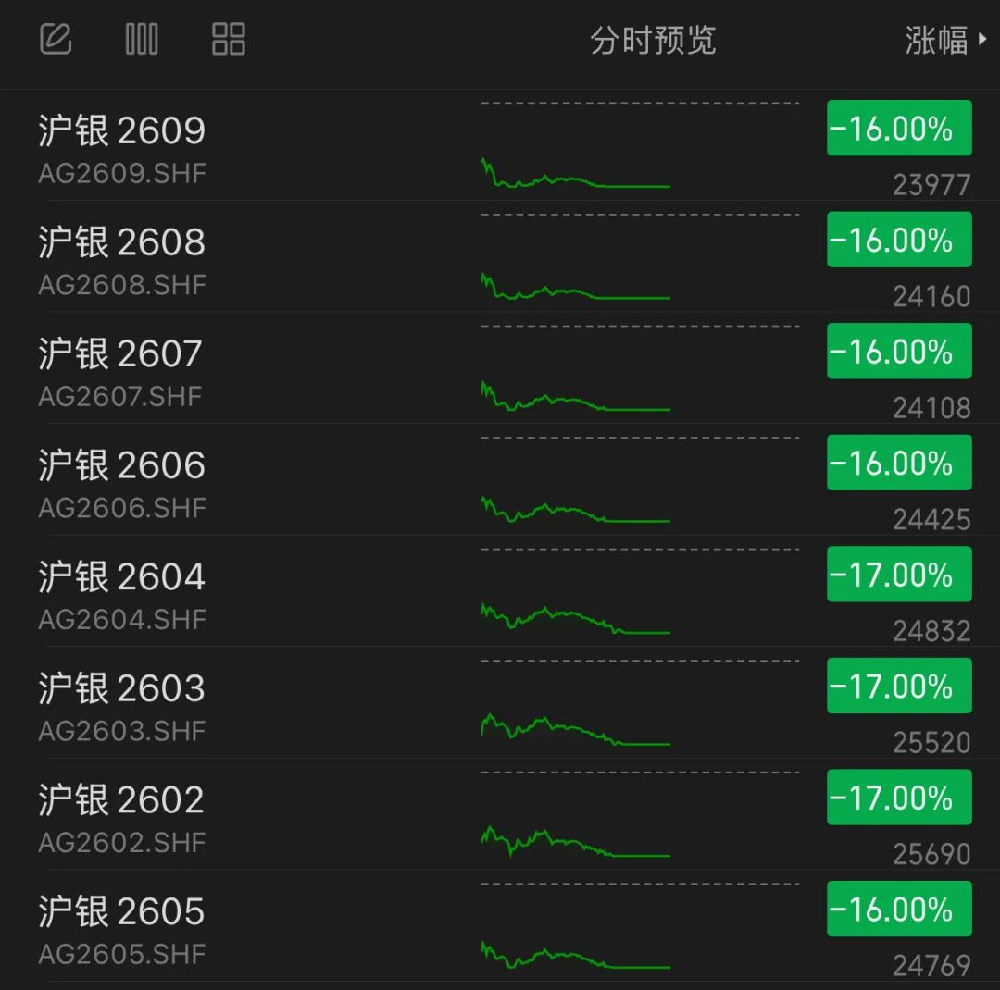 分时预览 涨幅
沪银 2609 -16.00%
AG2609.SHF 23977
沪银 2608 -16.00%
AG2608.SHF 24160
沪银 2607 -16.00%
AG2607.SHF 24108
沪银 2606 -16.00%
AG2606.SHF 24425
沪银 2604 -17.00%
AG2604.SHF 24832
沪银 2603 -17.00%
AG2603.SHF 25520
沪银 2602 -17.00%
AG2602.SHF 25690
沪银 2605 -16.00%
AG2605.SHF 24769